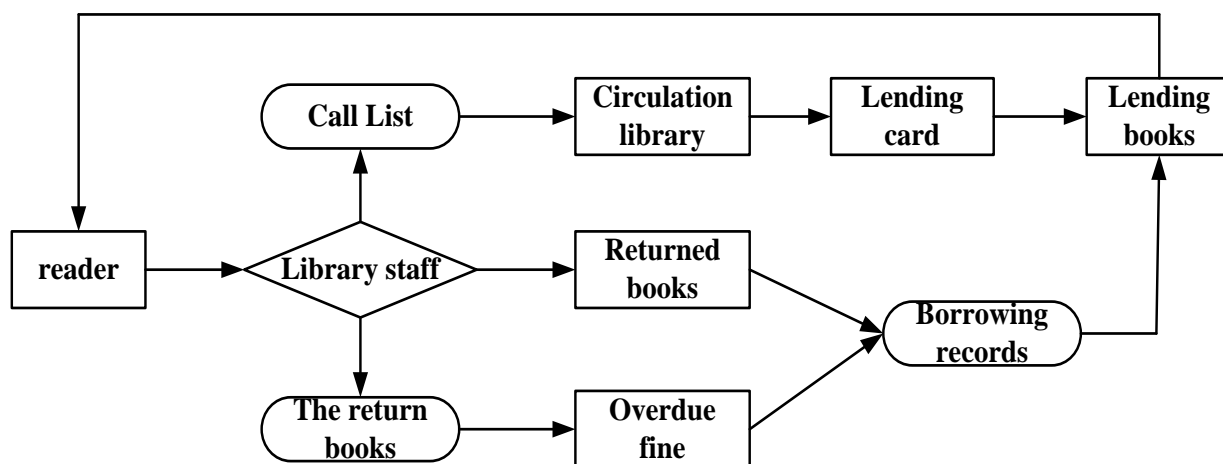 Call List
Circulation
library
Lending
card
Lending
books
reader
Library staff
Returned
books
Borrowing
records
The return
books
Overdue
fine